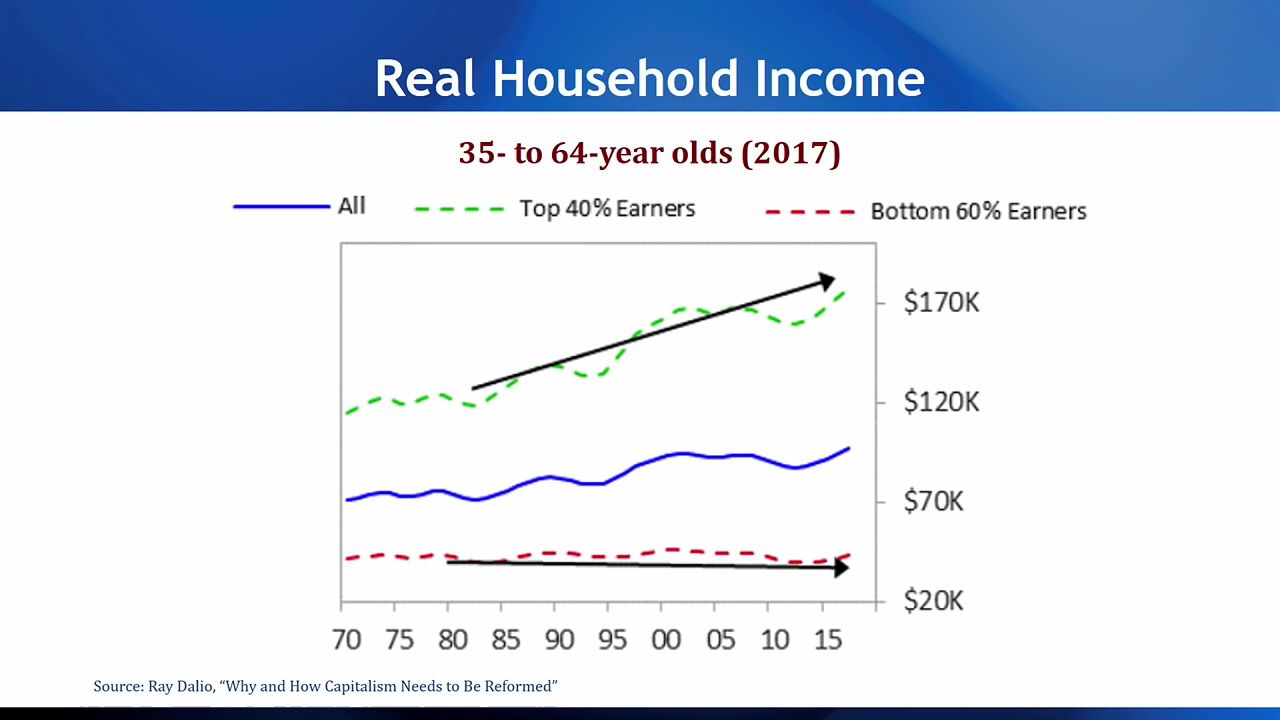 Real Household Income
35- to 64-year olds (2017)
All Top 40% Earners Bottom 60% Earners
$170K
$120K
$70K
$20K
70 75 80 85 90 95 00 05 10 15
Source: Ray Dalio, “Why and How Capitalism Needs to Be Reformed”